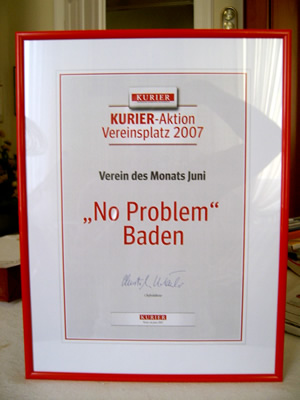 KURIER
KURIER-Aktion
Vereinsplatz 2007
Verein des Monats Juni
„No Problem“
Baden
KURIER